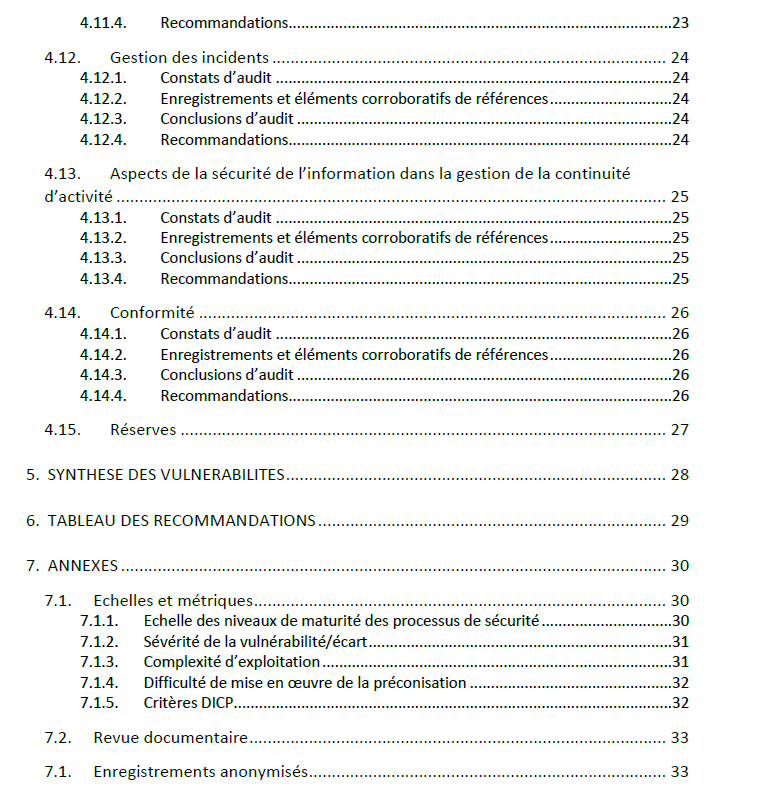 4.11.4. Recommandations...........23
4.12. Gestion des incidents........... 24
4.12.1. Constats d'audit ...........24
4.12.2. Enregistrements et éléments corroboratifs de références...........24
4.12.3. Conclusions d'audit ...........24
4.12.4. Recommandations...........24
4.13. Aspects de la sécurité de l'information dans la gestion de la continuité
d'activité ........... 25
4.13.1. Constats d'audit ...........25
4.13.2. Enregistrements et éléments corroboratifs de références...........25
4.13.3. Conclusions d'audit ...........25
4.13.4. Recommandations...........25
4.14. Conformité ........... 26
4.14.1. Constats d'audit ...........26
4.14.2. Enregistrements et éléments corroboratifs de références...........26
4.14.3. Conclusions d'audit ...........26
4.14.4. Recommandations...........26
4.15. Réserves ........... 27
5. SYNTHESE DES VULNERABILITES........... 28
6. TABLEAU DES RECOMMANDATIONS........... 29
7. ANNEXES ........... 30
7.1. Echelles et métriques........... 30
7.1.1. Echelle des niveaux de maturité des processus de sécurité ...........30
7.1.2. Sévérité de la vulnérabilité/écart...........31
7.1.3. Complexité d'exploitation...........31
7.1.4. Difficulté de mise en œuvre de la préconisation ...........32
7.1.5. Critères DICP...........32
7.2. Revue documentaire........... 33
7.1. Enregistrements anonymisés........... 33